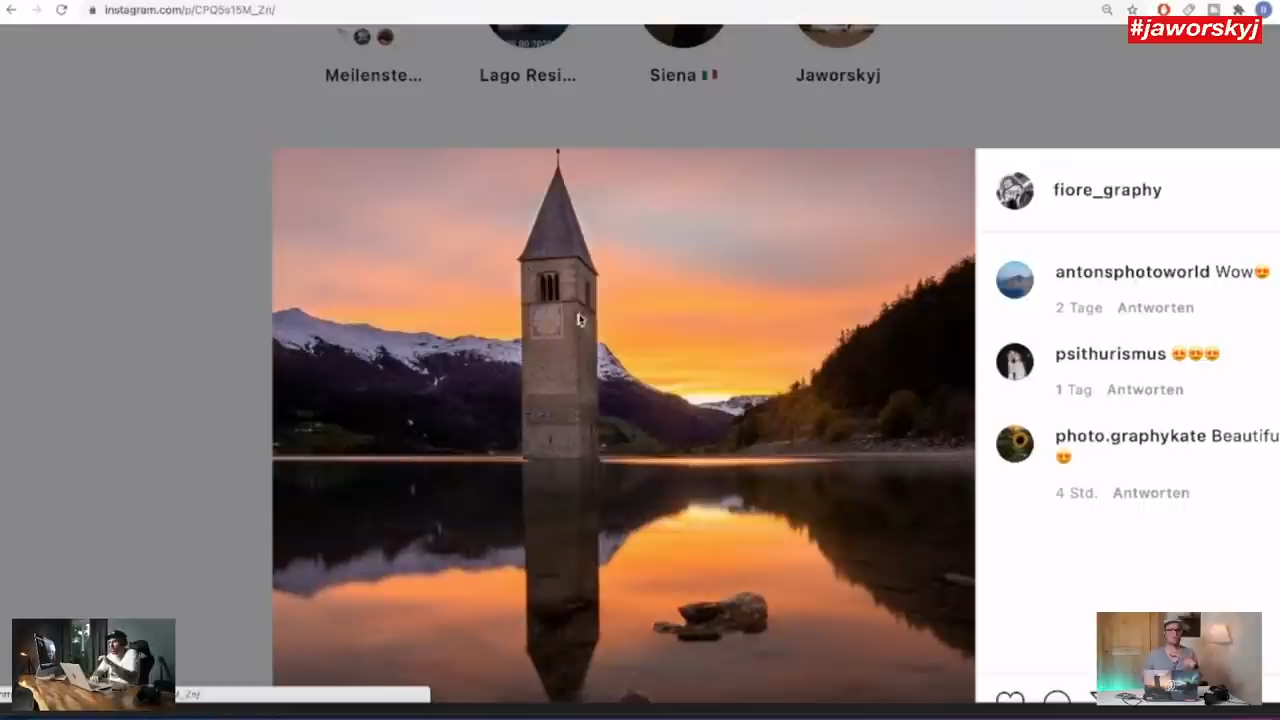 instagram.com/p/CPQ5s15M_Zn/
#jaworskyj
Meilenste...
Lago Resi...
Siena
Jaworskyj
fiore_graphy
antonsphotoworld Wow😍
2 Tage Antworten
psithurismus 😍😍😍
1 Tag Antworten
photo.graphykate Beautifu
😍
4 Std. Antworten